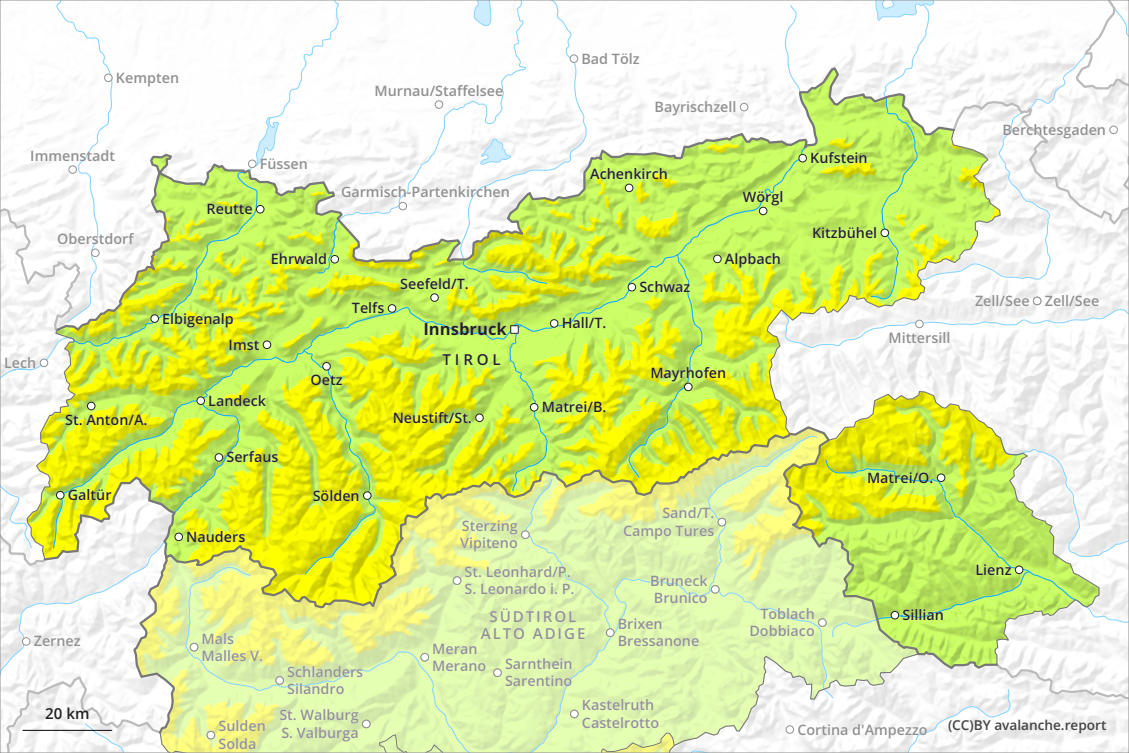 Kempten
Bad Tölz
Murnau/Staffelsee
Bayrischzell
Berchtesgaden
Immenstadt
Füssen
Kufstein
Achenkirch
Garmisch-Partenkirchen
Wörgl
Reutte
Kitzbühel
Oberstdorf
Ehrwald
Alpbach
Seefeld/T.
Schwaz
Zell/See
Zell/See
Telfs
Elbigenalp
Innsbruck
Hall/T.
Mittersill
Imst
TIROL
Lech
Oetz
Mayrhofen
Landeck
Matrei/B.
St. Anton/A.
Neustift/St.
Serfaus
Matrei/O.
Galtür
Sölden
Sand/T.
Campo Tures
Sterzing
Vipiteno
Nauders
Lienz
St. Leonhard/P.
S. Leonardo i. P.
Bruneck
Brunico
Sillian
Toblach
Dobbiaco
SÜDTIROL
ALTO ADIGE
Brixen
Bressanone
Zernez
Mals
Malles V.
Meran
Merano
Sarnthein
Sarentino
Schlanders
Silandro
Kastelruth
Castelrotto
20 km
St. Walburg
S. Valburga
Sulden
Solda
Cortina d'Ampezzo
(CC)BY avalanche.report